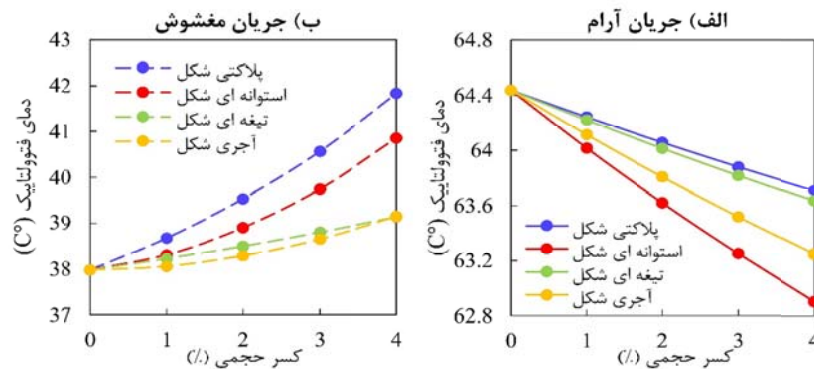 الف) جریان آرام
64.8
64.4
64
63.6
63.2
62.8
دمای فتوولتاییک (C°)
پلاکتی شکل
استوانه ای شکل
تیغه ای شکل
آجری شکل
0 1 2 3 4
کسر حجمی (٪)
ب) جریان مغشوش
43
42
41
40
39
38
37
دمای فتوولتاییک (C°)
پلاکتی شکل
استوانه ای شکل
تیغه ای شکل
آجری شکل
0 1 2 3 4
کسر حجمی (٪)